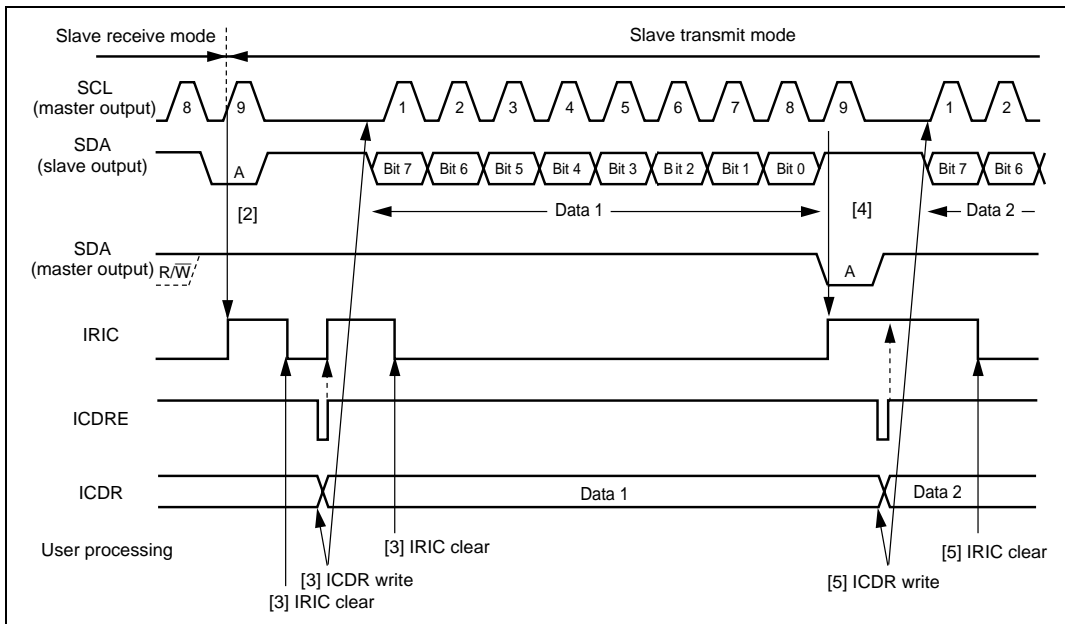 Slave receive mode Slave transmit mode
SCL
(master output) 8 9 1 2 3 4 5 6 7 8 9 1 2
SDA
(slave output) A Bit 7 Bit 6 Bit 5 Bit 4 Bit 3 Bit 2 Bit 1 Bit 0 Bit 7 Bit 6
[2] Data 1 [4] Data 2
SDA
(master output) R/W̅ A
IRIC
ICDRE
ICDR Data 1 Data 2
User processing
[3] IRIC clear [5] IRIC clear
[3] ICDR write [5] ICDR write
[3] IRIC clear